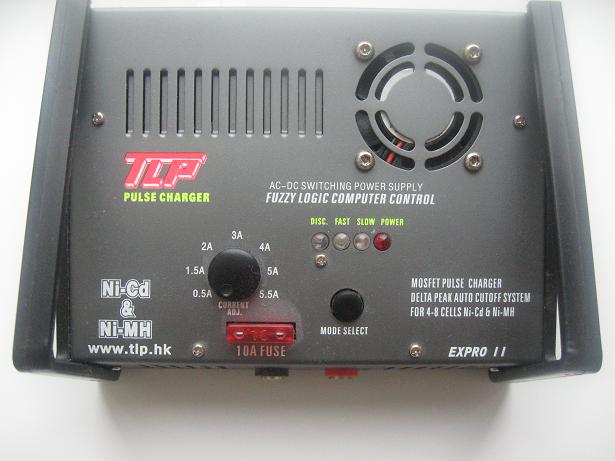 TLP
PULSE CHARGER
AC-DC SWITCHING POWER SUPPLY
FUZZY LOGIC COMPUTER CONTROL
DISC. FAST SLOW POWER
3A
2A 4A
1.5A 5A
0.5A 5.5A
CURRENT
ADJ.
MODE SELECT
MOSFET PULSE CHARGER
DELTA PEAK AUTO CUTOFF SYSTEM
FOR 4-8 CELLS Ni-Cd & Ni-MH
Ni-Cd
&
Ni-MH
www.tlp.hk
10
10A FUSE
EXPRO II